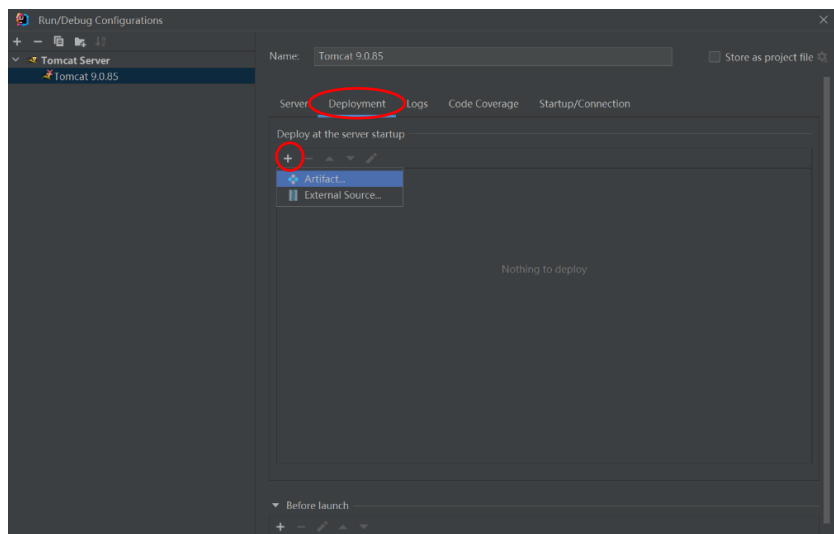 Run/Debug Configurations
Tomcat Server
Tomcat 9.0.85
Name: Tomcat 9.0.85 Store as project file
Server Deployment Logs Code Coverage Startup/Connection
Deploy at the server startup
Artifact...
External Source...
Nothing to deploy
Before launch